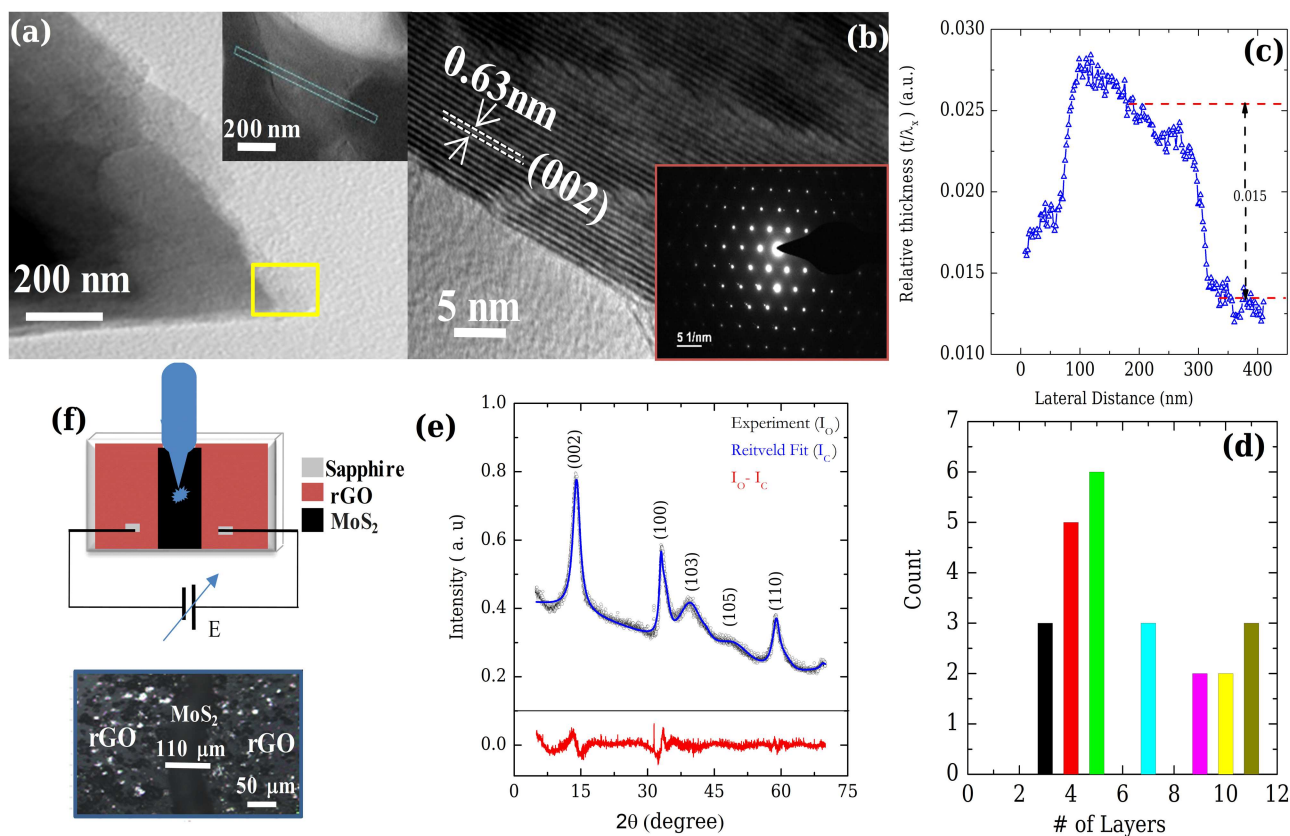 (a)
200 nm
200 nm
(b)
0.63nm
(002)
5 nm
5 1/nm
(c)
Relative thickness (t/λₓ) (a.u.)
0.030
0.025
0.020
0.015
0.010
0.015
0
100
200
300
400
Lateral Distance (nm)
(f)
Sapphire
rGO
MoS₂
E
rGO
MoS₂
110 μm
rGO
50 μm
(e)
Intensity ( a. u)
1.0
0.8
0.6
0.4
0.2
0.0
Experiment (I_O)
Reitveld Fit (I_C)
I_O- I_C
(002)
(100)
(103)
(105)
(110)
0
15
30
45
60
75
2θ (degree)
(d)
Count
7
6
5
4
3
2
1
0
0
2
4
6
8
10
12
# of Layers